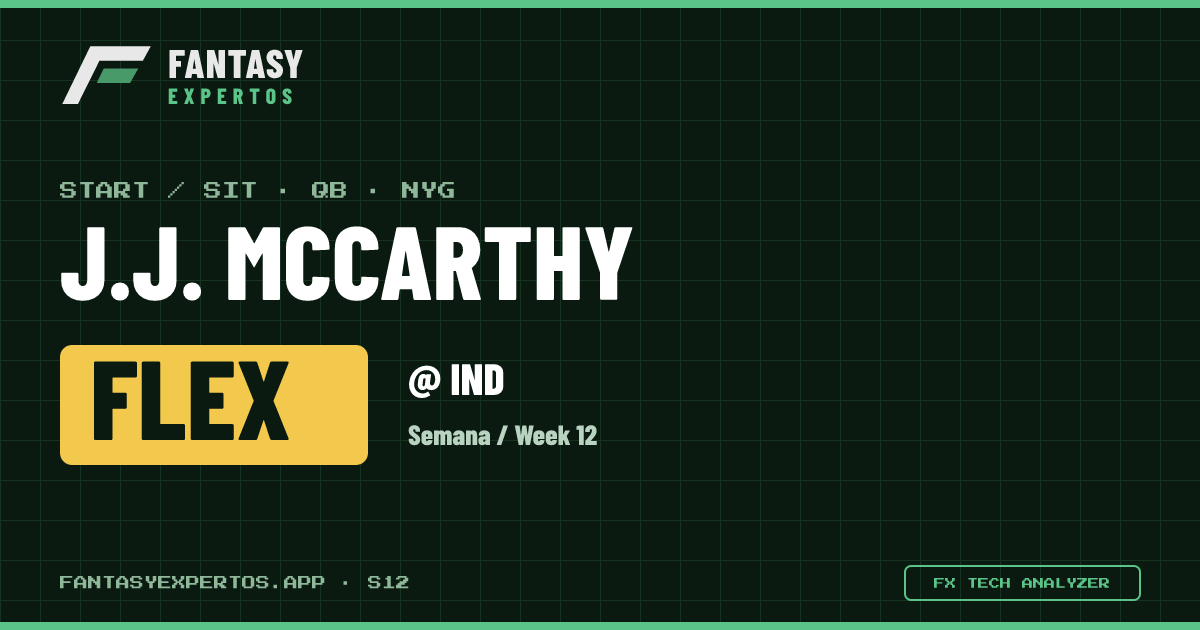 FANTASY
EXPERTOS
START / SIT · QB · NYG
J.J. MCCARTHY
FLEX
@ IND
Semana / Week 12
FANTASYEXPERTOS.APP · S12
FX TECH ANALYZER